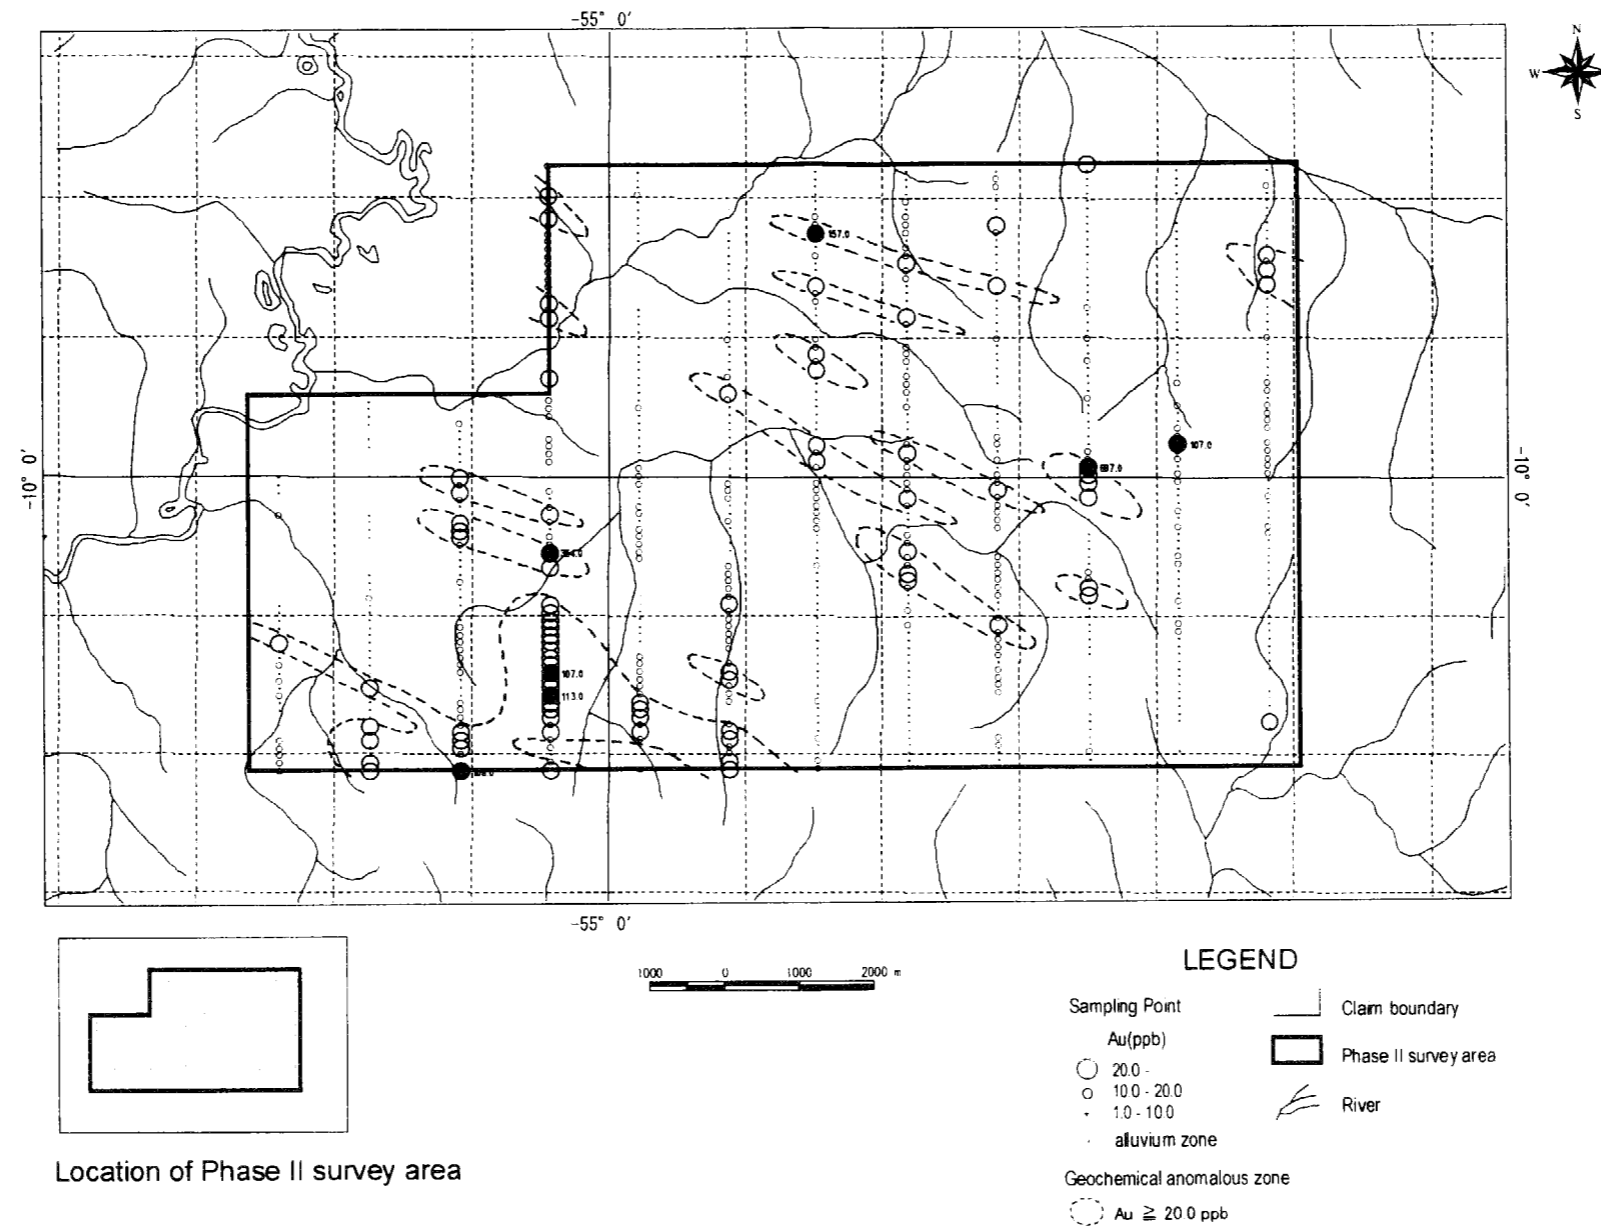 -55° 0'
N
W
S
157.0
107.0
697.0
-10° 0'
-10° 0'
107.0
113.0
-55° 0'
1000 0 1000 2000 m
LEGEND
Sampling Point
Au(ppb)
20.0 -
10.0 - 20.0
1.0 - 10.0
alluvium zone
Geochemical anomalous zone
Au ≧ 20.0 ppb
Claim boundary
Phase II survey area
River
Location of Phase II survey area